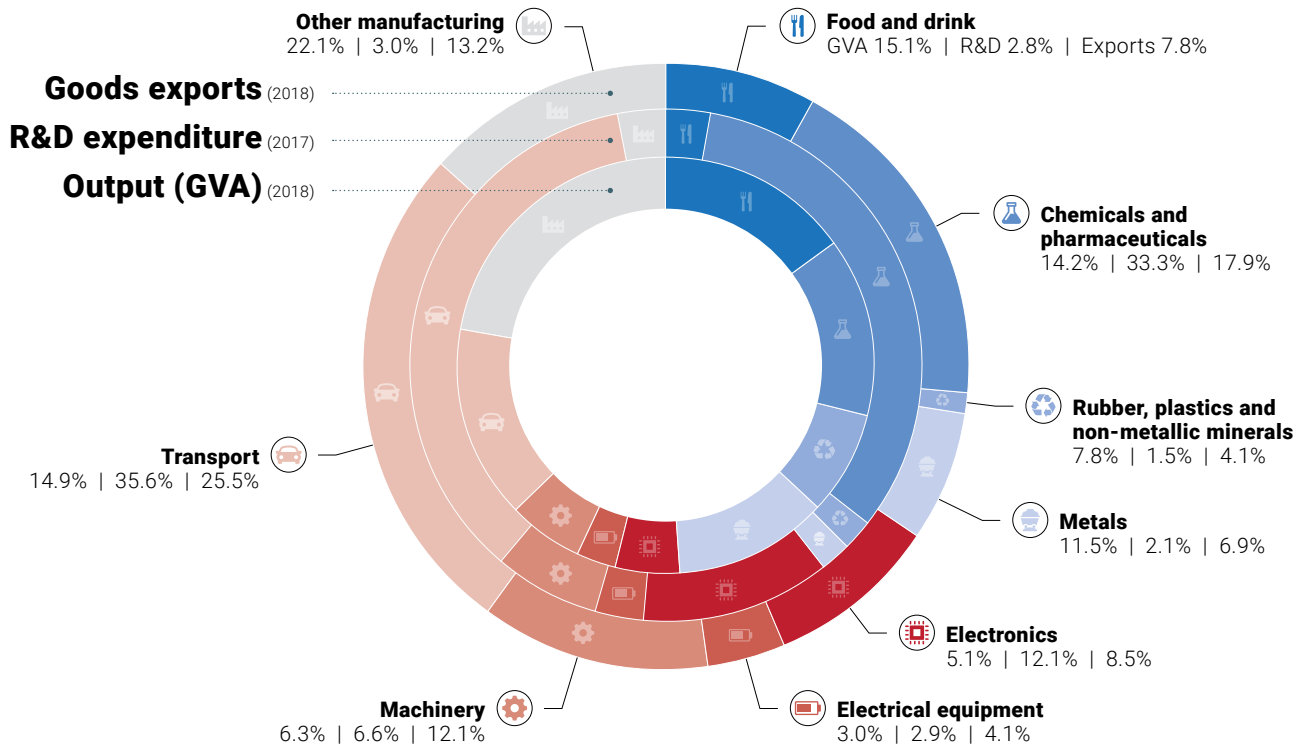 Other manufacturing
22.1% | 3.0% | 13.2%
Food and drink
GVA 15.1% | R&D 2.8% | Exports 7.8%
Goods exports (2018)
R&D expenditure (2017)
Output (GVA) (2018)
Chemicals and
pharmaceuticals
14.2% | 33.3% | 17.9%
Rubber, plastics and
non-metallic minerals
7.8% | 1.5% | 4.1%
Transport
14.9% | 35.6% | 25.5%
Metals
11.5% | 2.1% | 6.9%
Electronics
5.1% | 12.1% | 8.5%
Machinery
6.3% | 6.6% | 12.1%
Electrical equipment
3.0% | 2.9% | 4.1%